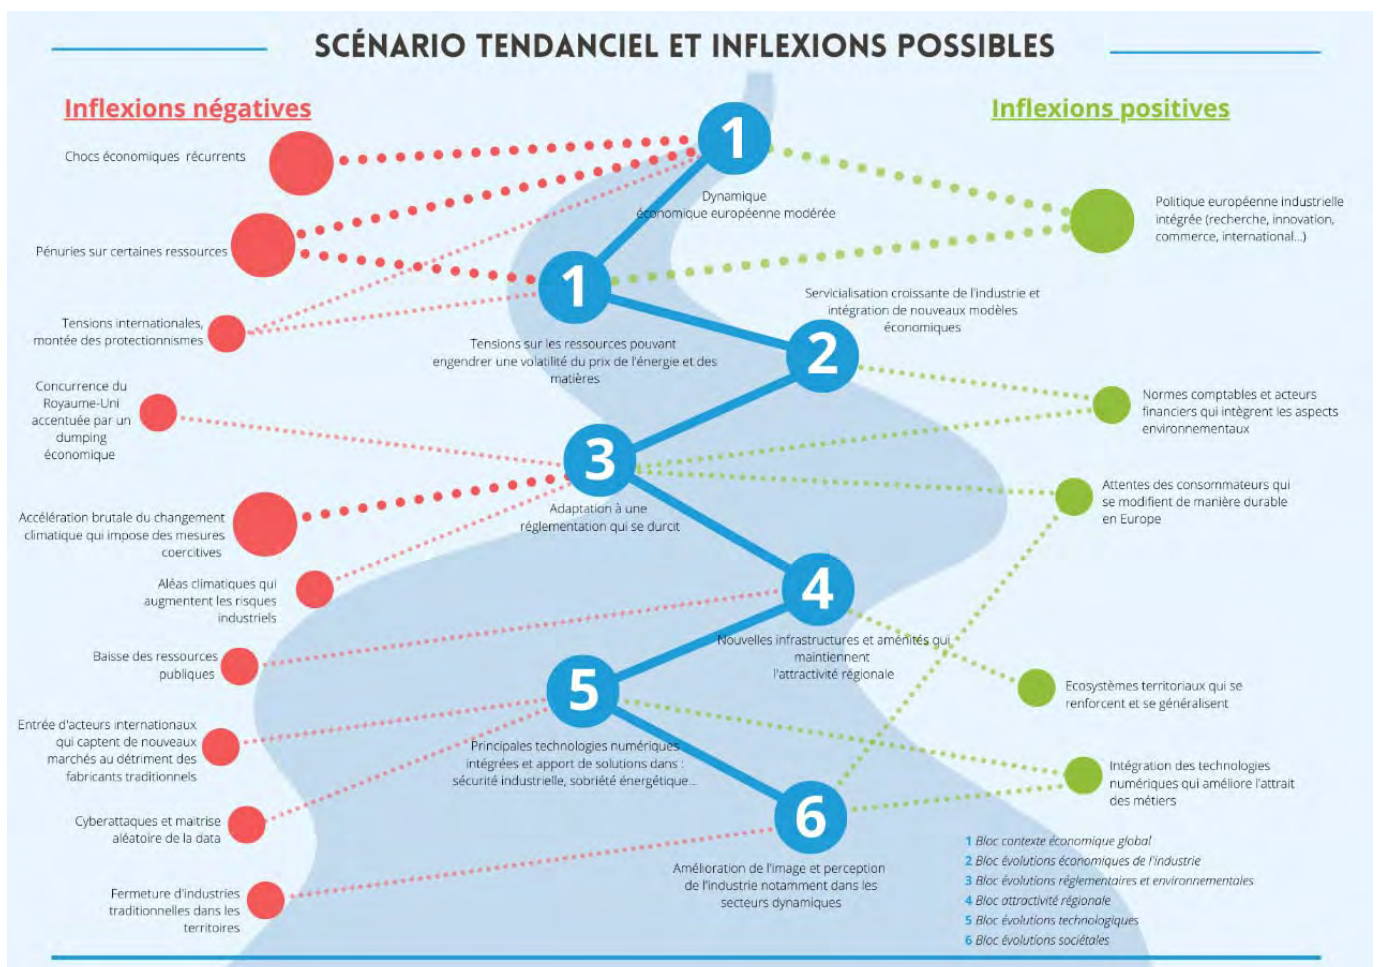 SCÉNARIO TENDANCIEL ET INFLEXIONS POSSIBLES
Inflexions négatives
Inflexions positives
Chocs économiques récurrents
Pénuries sur certaines ressources
Tensions internationales,
montée des protectionnismes
Concurrence du
Royaume-Uni
accentuée par un
dumping
économique
Accélération brutale du changement
climatique qui impose des mesures
coercitives
Aléas climatiques qui
augmentent les risques
industriels
Baisse des ressources
publiques
Entrée d'acteurs internationaux
qui captent de nouveaux
marchés au détriment des
fabricants traditionnels
Cyberattaques et maitrise
aléatoire de la data
Fermeture d'industries
traditionnelles dans les
territoires
1
Dynamique
économique européenne modérée
1
Tensions sur les ressources pouvant
engendrer une volatilité du prix de l'énergie et des
matières
Servicialisation croissante de l'industrie et
intégration de nouveaux modèles
économiques
2
3
Adaptation à une
réglementation qui se durcit
4
Nouvelles infrastructures et aménités qui
maintiennent
l'attractivité régionale
5
Principales technologies numériques
intégrées et apport de solutions dans :
sécurité industrielle, sobriété énergétique...
6
Amélioration de l'image et perception
de l'industrie notamment dans les
secteurs dynamiques
Politique européenne industrielle
intégrée (recherche, innovation,
commerce, international...)
Normes comptables et acteurs
financiers qui intègrent les aspects
environnementaux
Attentes des consommateurs qui
se modifient de manière durable
en Europe
Ecosystèmes territoriaux qui se
renforcent et se généralisent
Intégration des technologies
numériques qui améliore l'attrait
des métiers
1 Bloc contexte économique global
2 Bloc évolutions économiques de l'industrie
3 Bloc évolutions réglementaires et environnementales
4 Bloc attractivité régionale
5 Bloc évolutions technologiques
6 Bloc évolutions sociétales